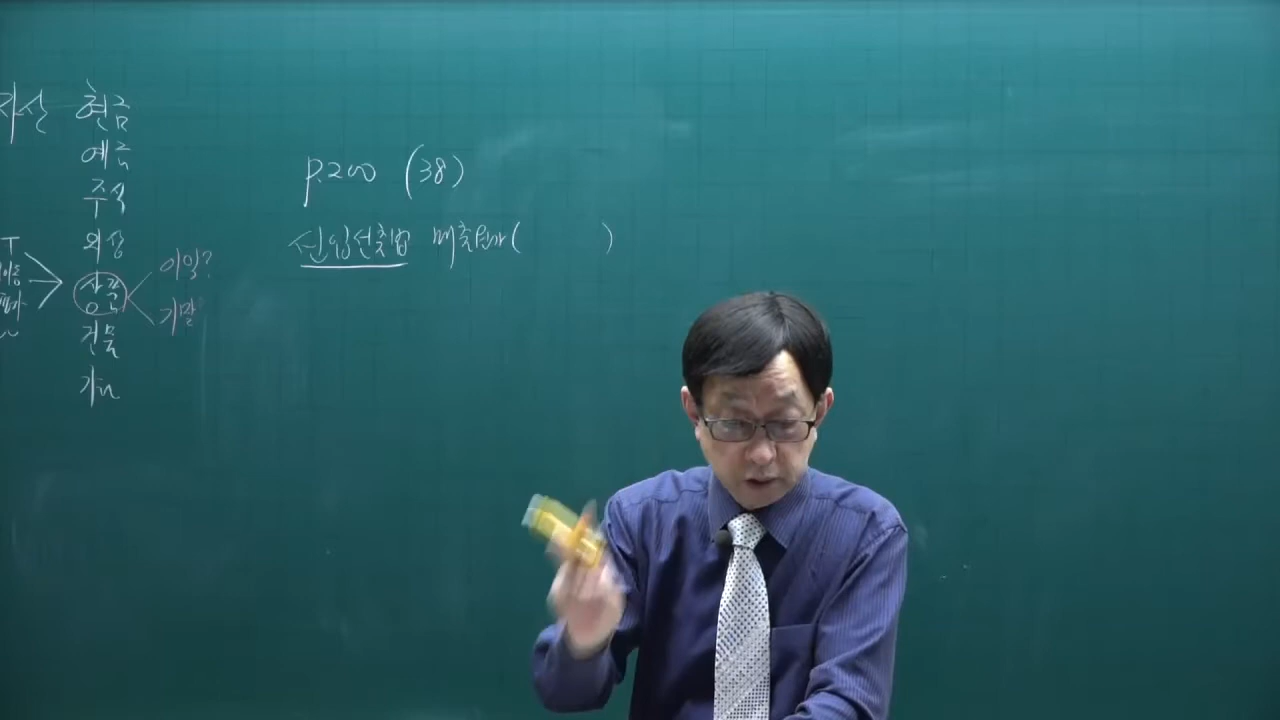 자산 현금
예금
주식
외상
상품
건물
기계
이익?
기말
P.200 (38)
선입선출법 매출원가( )